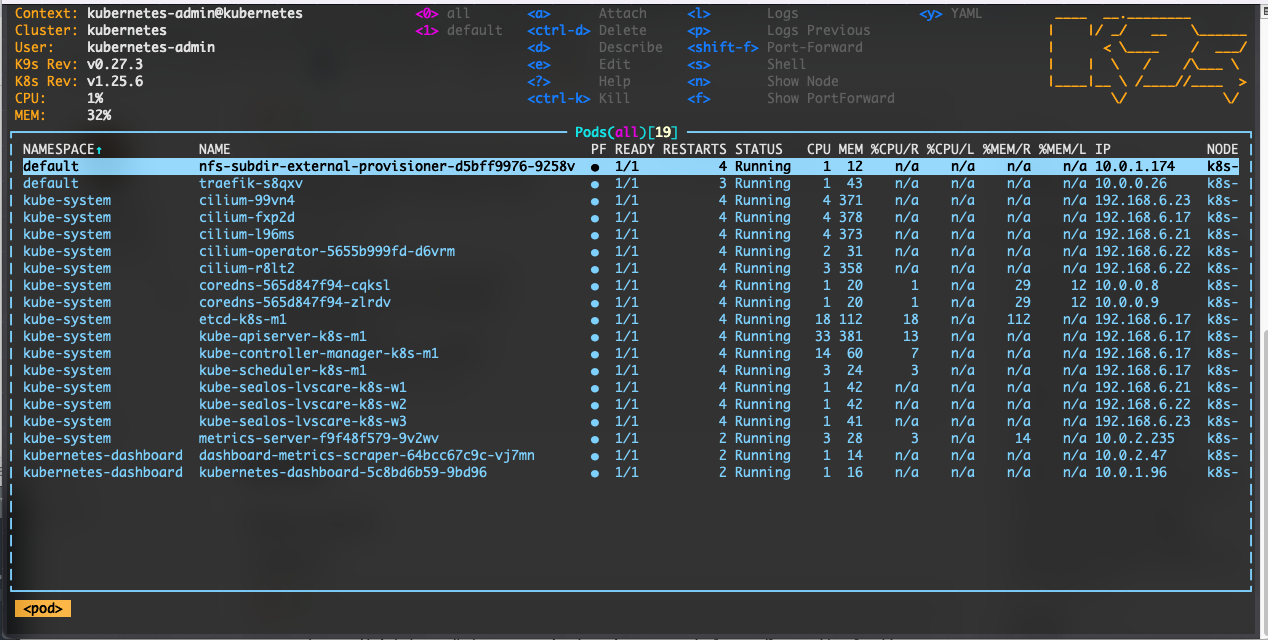 Context: kubernetes-admin@kubernetes <0> all <a> Attach <l> Logs <y> YAML
Cluster: kubernetes <1> default <ctrl-d> Delete <p> Logs Previous
User: kubernetes-admin <d> Describe <shift-f> Port-Forward
K9s Rev: v0.27.3 <e> Edit <s> Shell
K8s Rev: v1.25.6 <?> Help <n> Show Node
CPU: 1% <ctrl-k> Kill <f> Show PortForward
MEM: 32%
Pods(all)[19]
NAMESPACE↑ NAME PF READY RESTARTS STATUS CPU MEM %CPU/R %CPU/L %MEM/R %MEM/L IP NODE
default nfs-subdir-external-provisioner-d5bff9976-9258v ● 1/1 4 Running 1 12 n/a n/a n/a n/a 10.0.1.174 k8s-
default traefik-s8qxv ● 1/1 3 Running 1 43 n/a n/a n/a n/a 10.0.0.26 k8s-
kube-system cilium-99vn4 ● 1/1 4 Running 4 371 n/a n/a n/a n/a 192.168.6.23 k8s-
kube-system cilium-fxp2d ● 1/1 4 Running 4 378 n/a n/a n/a n/a 192.168.6.17 k8s-
kube-system cilium-l96ms ● 1/1 4 Running 4 373 n/a n/a n/a n/a 192.168.6.21 k8s-
kube-system cilium-operator-5655b999fd-d6vrm ● 1/1 4 Running 2 31 n/a n/a n/a n/a 192.168.6.22 k8s-
kube-system cilium-r8lt2 ● 1/1 4 Running 3 358 n/a n/a n/a n/a 192.168.6.22 k8s-
kube-system coredns-565d847f94-cqksl ● 1/1 4 Running 1 20 1 n/a 29 12 10.0.0.8 k8s-
kube-system coredns-565d847f94-zlrdv ● 1/1 4 Running 1 20 1 n/a 29 12 10.0.0.9 k8s-
kube-system etcd-k8s-m1 ● 1/1 4 Running 18 112 18 n/a 112 n/a 192.168.6.17 k8s-
kube-system kube-apiserver-k8s-m1 ● 1/1 4 Running 33 381 13 n/a n/a n/a 192.168.6.17 k8s-
kube-system kube-controller-manager-k8s-m1 ● 1/1 4 Running 14 60 7 n/a n/a n/a 192.168.6.17 k8s-
kube-system kube-scheduler-k8s-m1 ● 1/1 4 Running 3 24 3 n/a n/a n/a 192.168.6.17 k8s-
kube-system kube-sealos-lvscare-k8s-w1 ● 1/1 4 Running 1 42 n/a n/a n/a n/a 192.168.6.21 k8s-
kube-system kube-sealos-lvscare-k8s-w2 ● 1/1 4 Running 1 42 n/a n/a n/a n/a 192.168.6.22 k8s-
kube-system kube-sealos-lvscare-k8s-w3 ● 1/1 4 Running 1 41 n/a n/a n/a n/a 192.168.6.23 k8s-
kube-system metrics-server-f9f48f579-9v2wv ● 1/1 2 Running 3 28 3 n/a 14 n/a 10.0.2.235 k8s-
kubernetes-dashboard dashboard-metrics-scraper-64bcc67c9c-vj7mn ● 1/1 2 Running 1 14 n/a n/a n/a n/a 10.0.2.47 k8s-
kubernetes-dashboard kubernetes-dashboard-5c8bd6b59-9bd96 ● 1/1 2 Running 1 16 n/a n/a n/a n/a 10.0.1.96 k8s-
<pod>